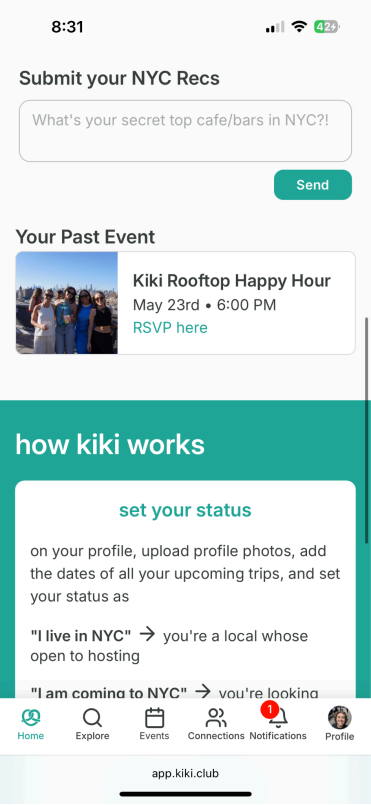 8:31
42
Submit your NYC Recs
What's your secret top cafe/bars in NYC?!
Send
Your Past Event
Kiki Rooftop Happy Hour
May 23rd • 6:00 PM
RSVP here
how kiki works
set your status
on your profile, upload profile photos, add
the dates of all your upcoming trips, and set
your status as
"I live in NYC" → you're a local whose
open to hosting
"I am coming to NYC" → you're looking
1
Home Explore Events Connections Notifications Profile
app.kiki.club